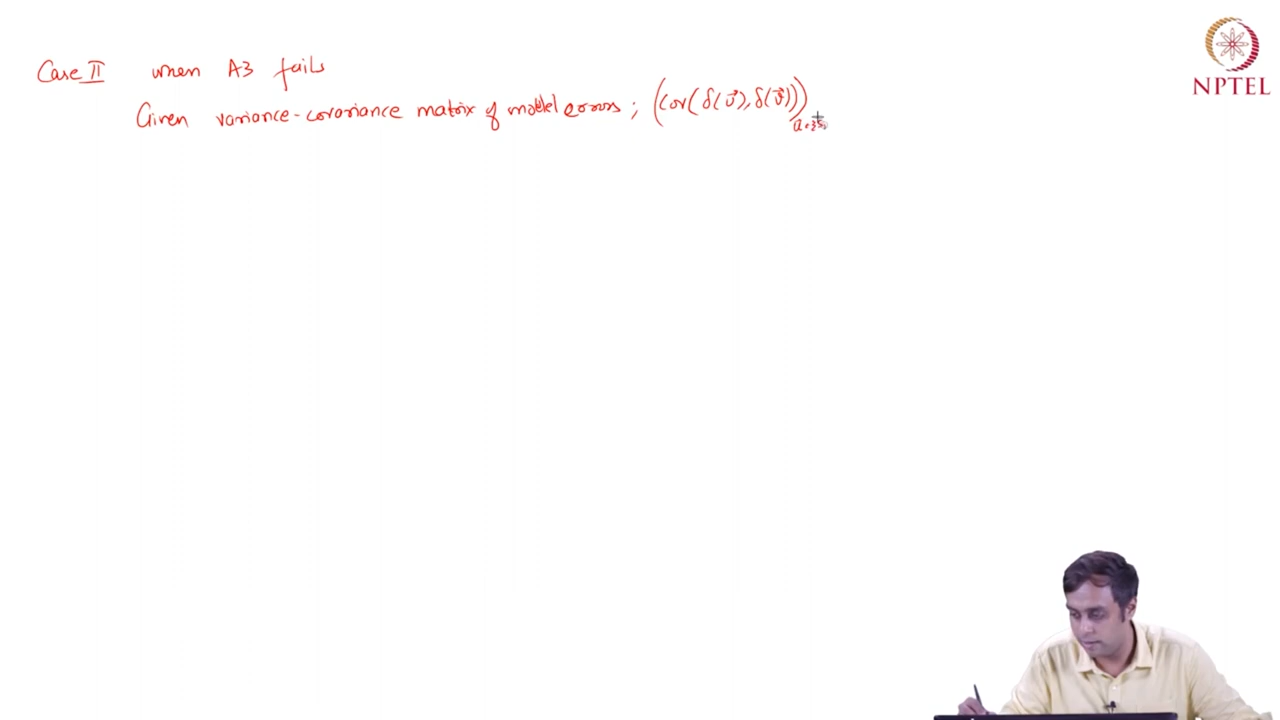 Case II when A3 fails
Given variance-covariance matrix of model errors ; (Cov(δ(v⃗), δ(v⃗)))
NPTEL